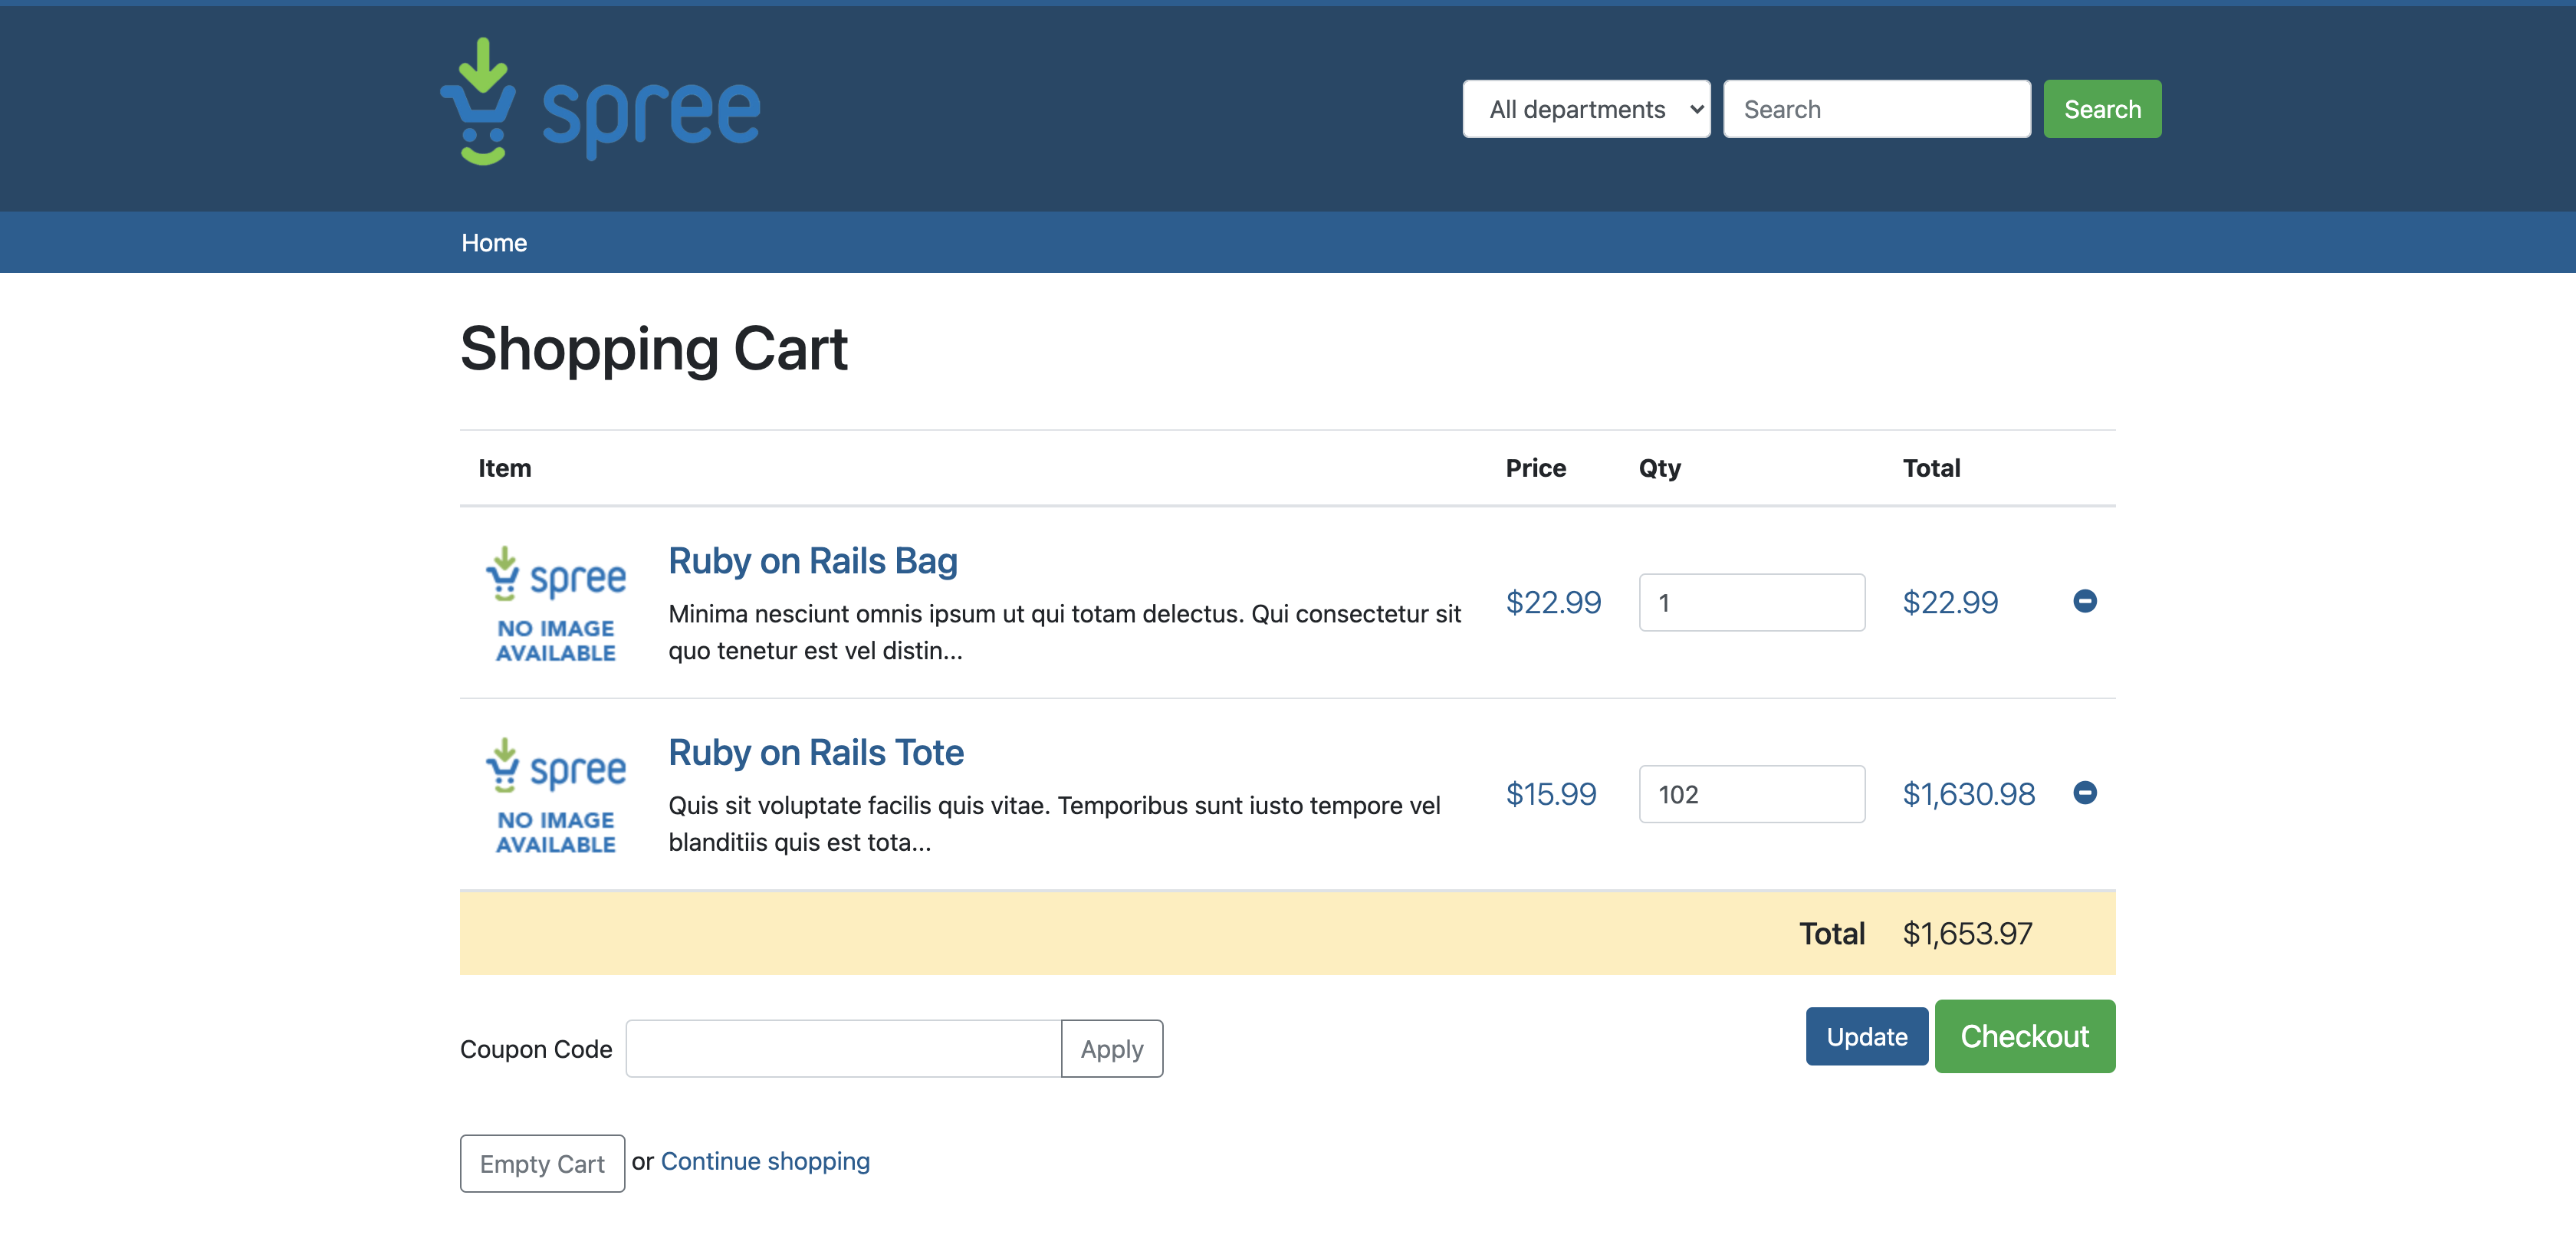 spree
All departments
Search
Search
Home
Shopping Cart
Item Price Qty Total
spree
NO IMAGE
AVAILABLE
Ruby on Rails Bag
Minima nesciunt omnis ipsum ut qui totam delectus. Qui consectetur sit
quo tenetur est vel distin...
$22.99 1 $22.99
spree
NO IMAGE
AVAILABLE
Ruby on Rails Tote
Quis sit voluptate facilis quis vitae. Temporibus sunt iusto tempore vel
blanditiis quis est tota...
$15.99 102 $1,630.98
Total $1,653.97
Coupon Code Apply
Update Checkout
Empty Cart or Continue shopping